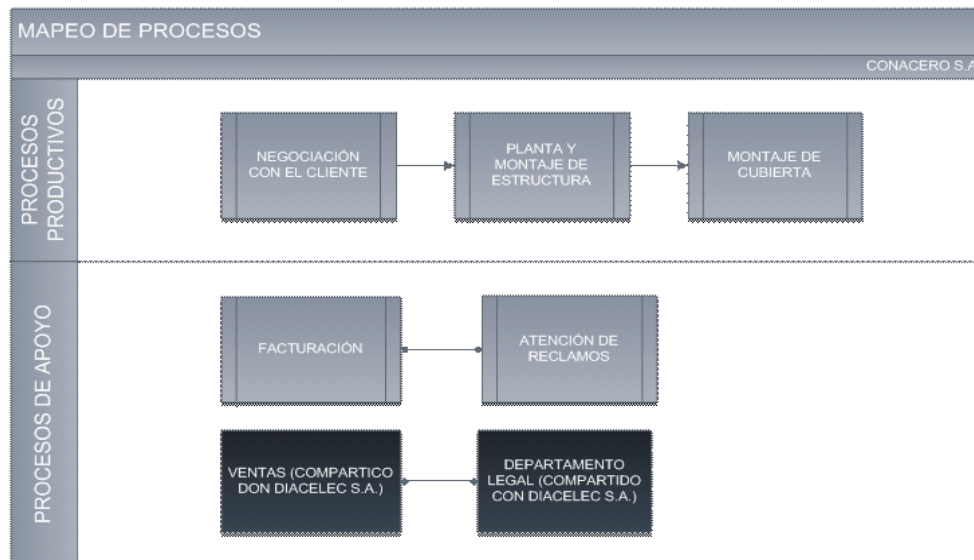 MAPEO DE PROCESOS
CONACERO S.A
PROCESOS
PRODUCTIVOS
NEGOCIACIÓN
CON EL CLIENTE
PLANTA Y
MONTAJE DE
ESTRUCTURA
MONTAJE DE
CUBIERTA
PROCESOS DE APOYO
FACTURACIÓN
ATENCIÓN DE
RECLAMOS
VENTAS (COMPARTICO
DON DIACELEC S.A.)
DEPARTAMENTO
LEGAL (COMPARTIDO
CON DIACELEC S.A.)